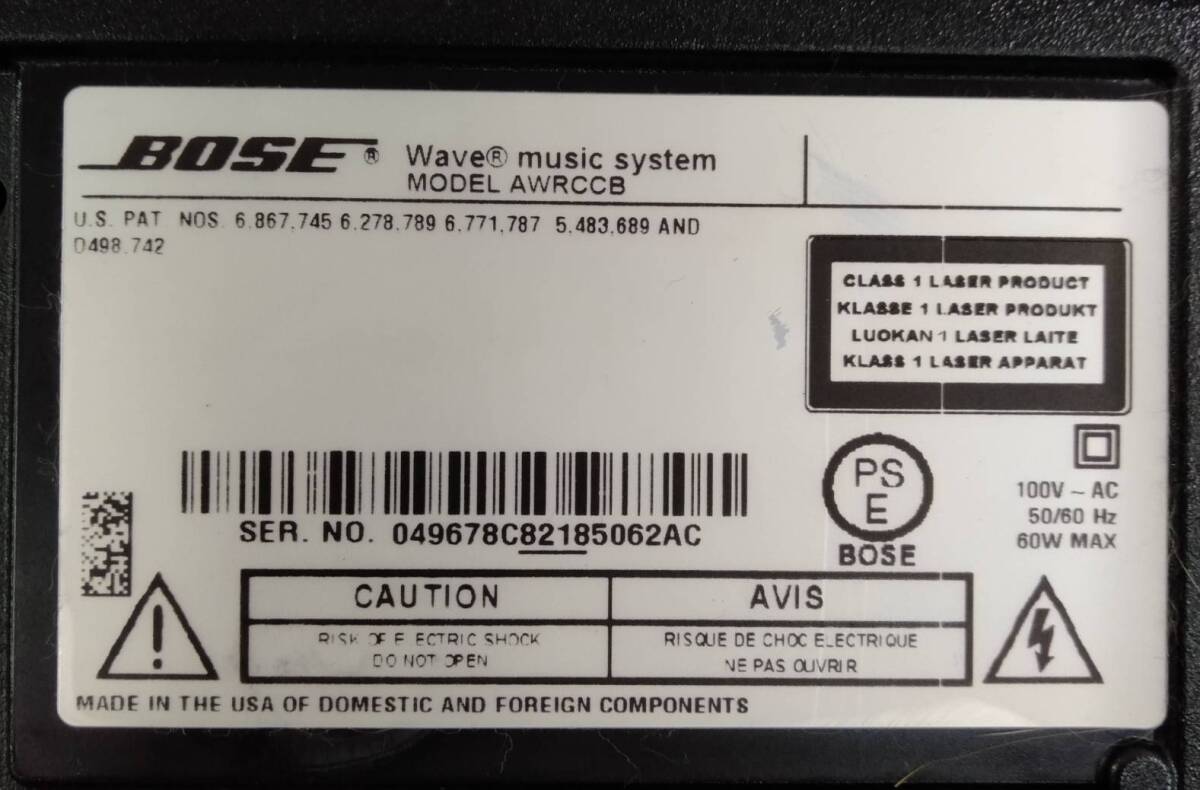 BOSE® Wave® music system
MODEL AWRCCB
U.S. PAT NOS. 6.867.745 6.278.789 6.771.787 5.483.689 AND
D498.742
CLASS 1 LASER PRODUCT
KLASSE 1 LASER PRODUKT
LUOKAN 1 LASER LAITE
KLASS 1 LASER APPARAT
SER. NO. 049678C82185062AC
PS
E
BOSE
100V ~ AC
50/60 Hz
60W MAX
CAUTION
RISK OF ELECTRIC SHOCK
DO NOT OPEN
AVIS
RISQUE DE CHOC ELECTRIQUE
NE PAS OUVRIR
MADE IN THE USA OF DOMESTIC AND FOREIGN COMPONENTS